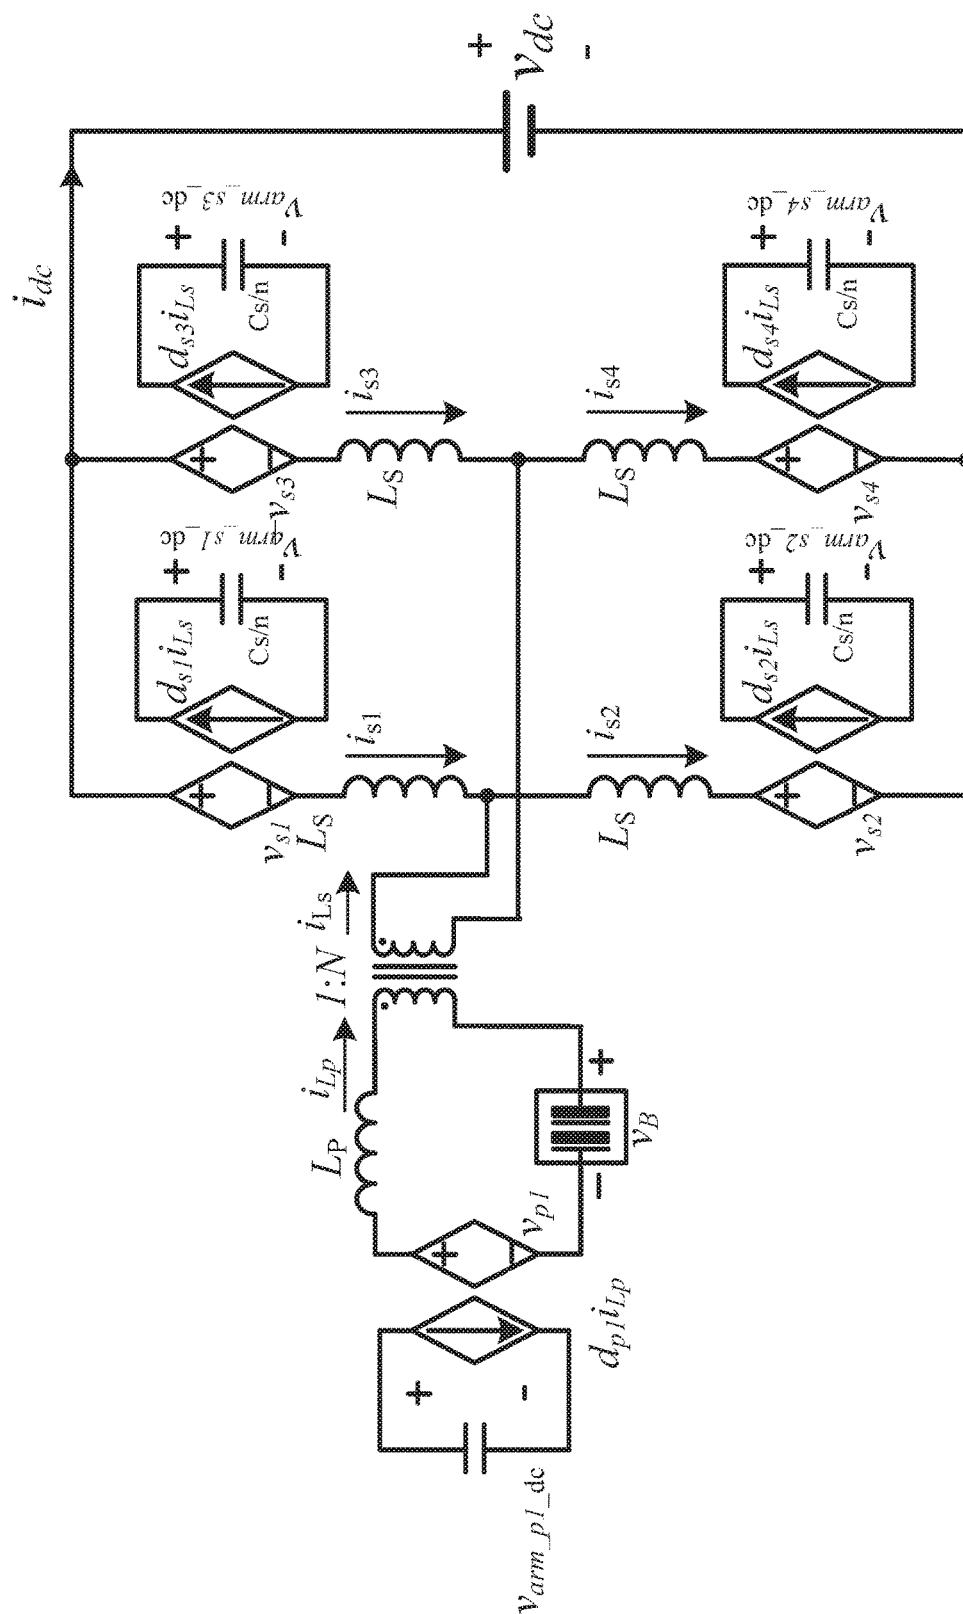 i_dc
+
v_dc
-
d_s1 i_Ls
+
v_arm_s1_dc
-
Cs/n
v_s1
L_S
i_s1
d_s3 i_Ls
+
v_arm_s3_dc
-
Cs/n
v_s3
L_S
i_s3
v_arm_p1_dc
+
-
d_p1 i_Lp
+
v_p1
L_P
i_Lp
1:N
i_Ls
-
+
v_B
L_S
i_s2
v_s2
d_s2 i_Ls
Cs/n
+
v_arm_s2_dc
-
L_S
i_s4
v_s4
d_s4 i_Ls
Cs/n
+
v_arm_s4_dc
-